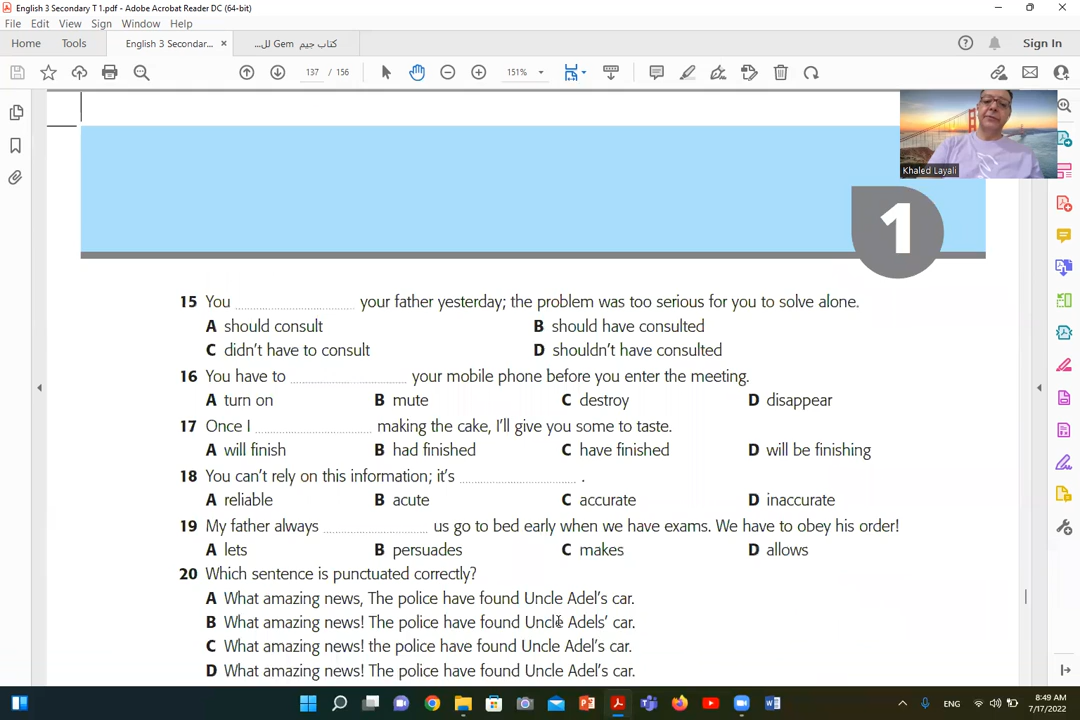 English 3 Secondary T 1.pdf - Adobe Acrobat Reader DC (64-bit)
File Edit View Sign Window Help
Home Tools English 3 Secondar... × كتاب جيم Gem لل... Sign In
137 / 156 151%
Khaled Layali
1
15 You .............................. your father yesterday; the problem was too serious for you to solve alone.
A should consult B should have consulted
C didn't have to consult D shouldn't have consulted
16 You have to .............................. your mobile phone before you enter the meeting.
A turn on B mute C destroy D disappear
17 Once I .............................. making the cake, I'll give you some to taste.
A will finish B had finished C have finished D will be finishing
18 You can't rely on this information; it's .............................. .
A reliable B acute C accurate D inaccurate
19 My father always .............................. us go to bed early when we have exams. We have to obey his order!
A lets B persuades C makes D allows
20 Which sentence is punctuated correctly?
A What amazing news, The police have found Uncle Adel's car.
B What amazing news! The police have found Uncle Adels' car.
C What amazing news! the police have found Uncle Adel's car.
D What amazing news! The police have found Uncle Adel's car.
ENG 8:49 AM
7/17/2022